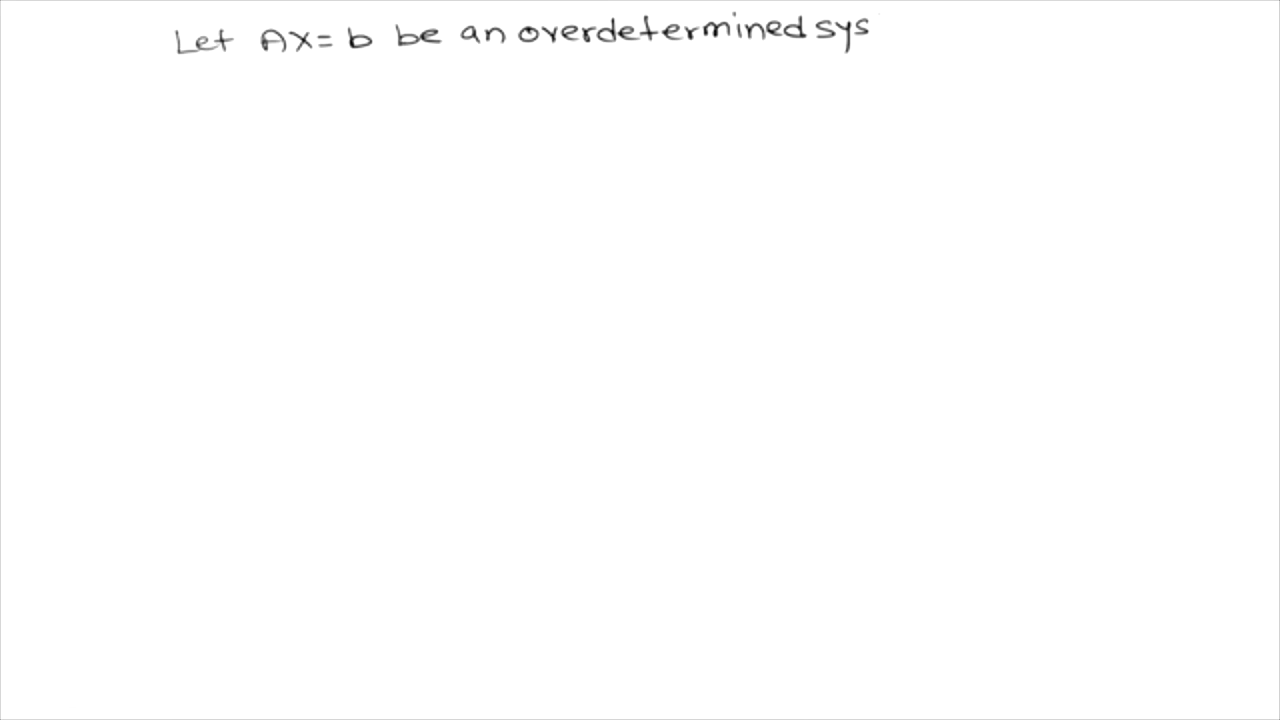 Let AX = b be an overdetermined sys